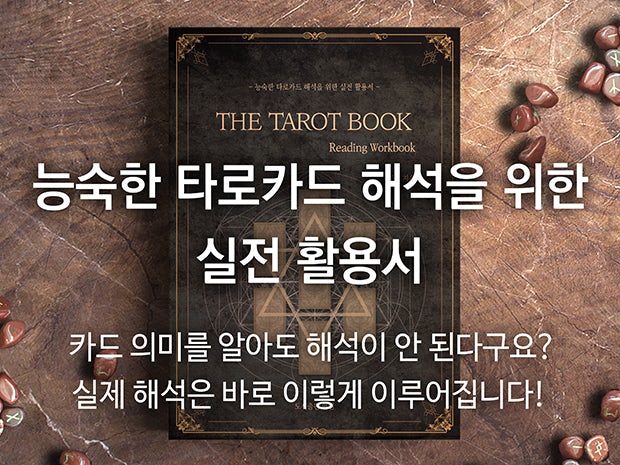 - 능숙한 타로카드 해석을 위한 실전 활용서 -
THE TAROT BOOK
Reading Workbook
능숙한 타로카드 해석을 위한
실전 활용서
카드 의미를 알아도 해석이 안 된다구요?
실제 해석은 바로 이렇게 이루어집니다!